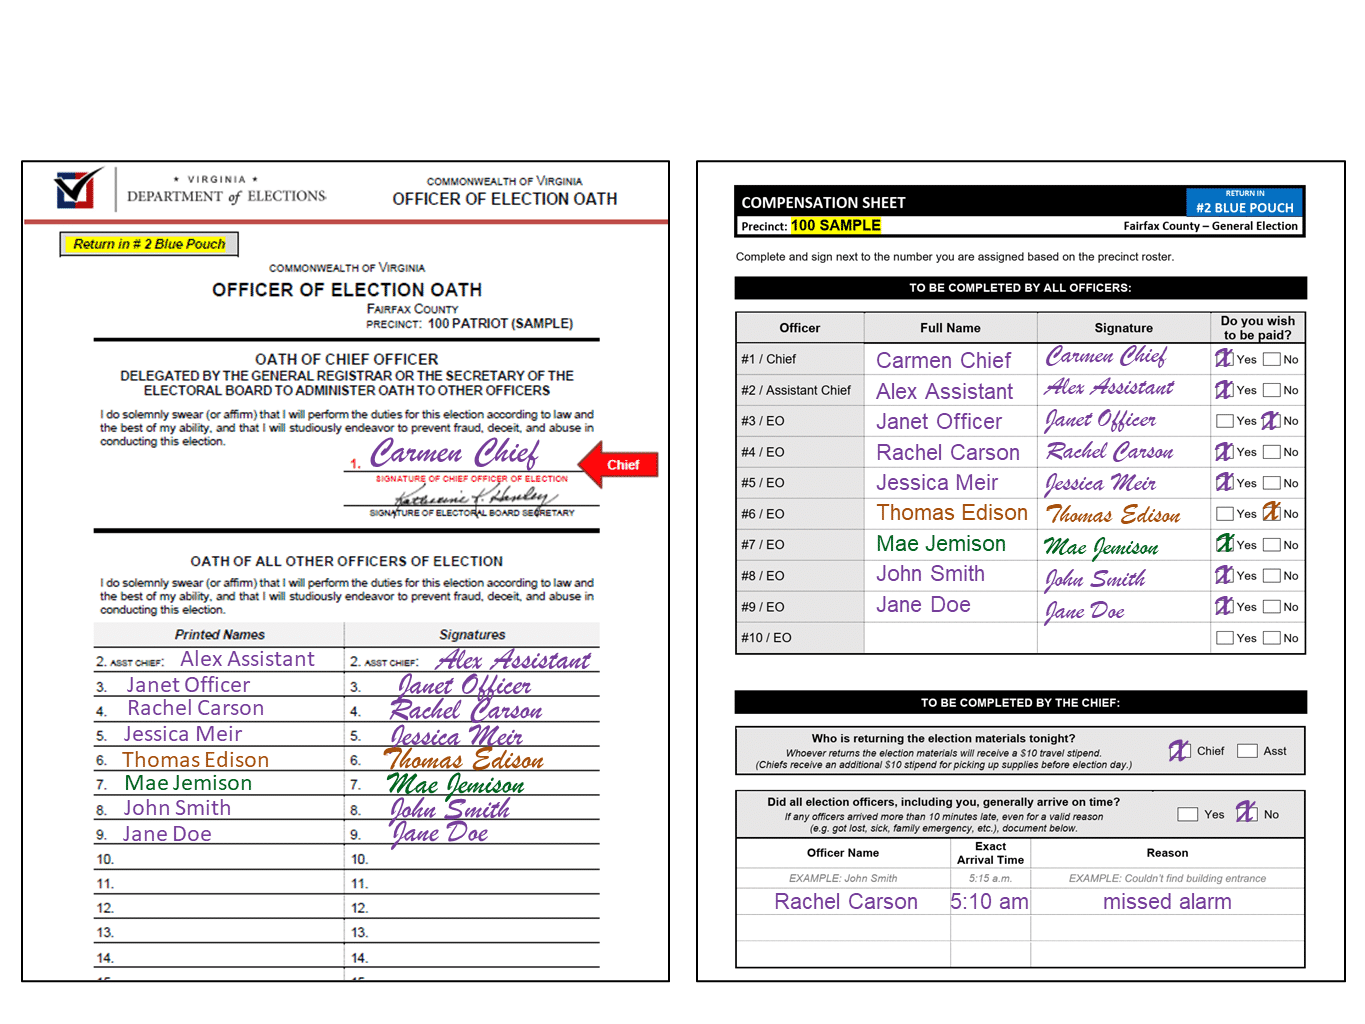 ★ VIRGINIA ★
DEPARTMENT of ELECTIONS
COMMONWEALTH OF VIRGINIA
OFFICER OF ELECTION OATH
Return in # 2 Blue Pouch
COMMONWEALTH OF VIRGINIA
OFFICER OF ELECTION OATH
FAIRFAX COUNTY
PRECINCT: 100 PATRIOT (SAMPLE)
OATH OF CHIEF OFFICER
DELEGATED BY THE GENERAL REGISTRAR OR THE SECRETARY OF THE
ELECTORAL BOARD TO ADMINISTER OATH TO OTHER OFFICERS
I do solemnly swear (or affirm) that I will perform the duties for this election according to law and
the best of my ability, and that I will studiously endeavor to prevent fraud, deceit, and abuse in
conducting this election.
1. Carmen Chief
Chief
SIGNATURE OF CHIEF OFFICER OF ELECTION
Katherine K. Hanley
SIGNATURE OF ELECTORAL BOARD SECRETARY
OATH OF ALL OTHER OFFICERS OF ELECTION
I do solemnly swear (or affirm) that I will perform the duties for this election according to law and
the best of my ability, and that I will studiously endeavor to prevent fraud, deceit, and abuse in
conducting this election.
Printed Names Signatures
2. ASST CHIEF: Alex Assistant 2. ASST CHIEF: Alex Assistant
3. Janet Officer 3. Janet Officer
4. Rachel Carson 4. Rachel Carson
5. Jessica Meir 5. Jessica Meir
6. Thomas Edison 6. Thomas Edison
7. Mae Jemison 7. Mae Jemison
8. John Smith 8. John Smith
9. Jane Doe 9. Jane Doe
10. 10.
11. 11.
12. 12.
13. 13.
14. 14.
15. 15.
COMPENSATION SHEET
RETURN IN
#2 BLUE POUCH
Precinct: 100 SAMPLE Fairfax County – General Election
Complete and sign next to the number you are assigned based on the precinct roster.
TO BE COMPLETED BY ALL OFFICERS:
Officer Full Name Signature Do you wish
to be paid?
#1 / Chief Carmen Chief Carmen Chief X Yes No
#2 / Assistant Chief Alex Assistant Alex Assistant X Yes No
#3 / EO Janet Officer Janet Officer Yes X No
#4 / EO Rachel Carson Rachel Carson X Yes No
#5 / EO Jessica Meir Jessica Meir X Yes No
#6 / EO Thomas Edison Thomas Edison Yes X No
#7 / EO Mae Jemison Mae Jemison X Yes No
#8 / EO John Smith John Smith X Yes No
#9 / EO Jane Doe Jane Doe X Yes No
#10 / EO Yes No
TO BE COMPLETED BY THE CHIEF:
Who is returning the election materials tonight?
Whoever returns the election materials will receive a $10 travel stipend.
(Chiefs receive an additional $10 stipend for picking up supplies before election day.)
X Chief Asst
Did all election officers, including you, generally arrive on time?
If any officers arrived more than 10 minutes late, even for a valid reason
(e.g. got lost, sick, family emergency, etc.), document below.
Yes X No
Officer Name Exact
Arrival Time Reason
EXAMPLE: John Smith 5:15 a.m. EXAMPLE: Couldn't find building entrance
Rachel Carson 5:10 am missed alarm